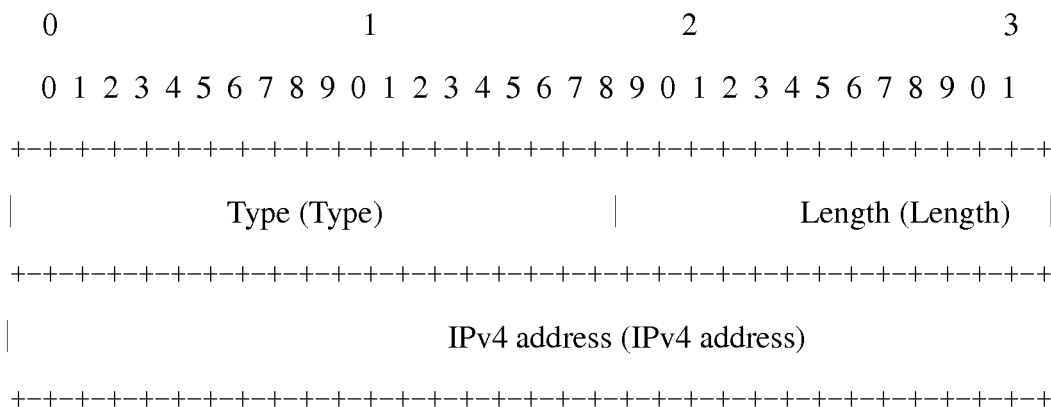 0 1 2 3
0 1 2 3 4 5 6 7 8 9 0 1 2 3 4 5 6 7 8 9 0 1 2 3 4 5 6 7 8 9 0 1
+-+-+-+-+-+-+-+-+-+-+-+-+-+-+-+-+-+-+-+-+-+-+-+-+-+-+-+-+-+-+-+-+
| Type (Type) | Length (Length) |
+-+-+-+-+-+-+-+-+-+-+-+-+-+-+-+-+-+-+-+-+-+-+-+-+-+-+-+-+-+-+-+-+
| IPv4 address (IPv4 address)
+-+-+-+-+-+-+-+-+-+-+-+-+-+-+-+-+-+-+-+-+-+-+-+-+-+-+-+-+-+-+-+-+